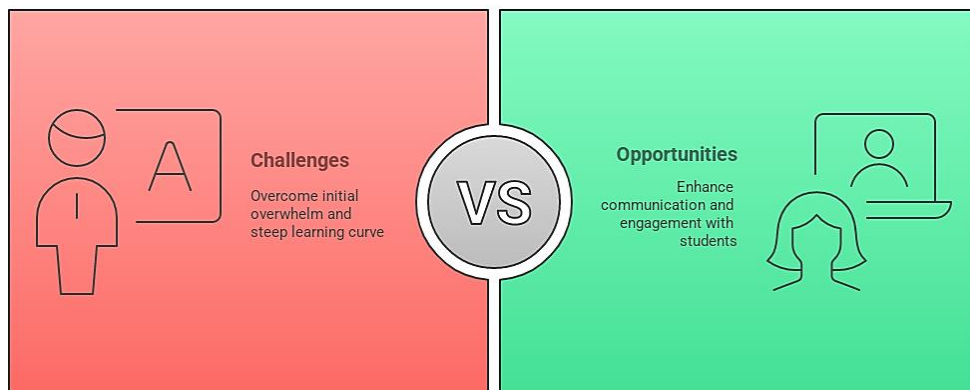 A
Challenges
Overcome initial
overwhelm and
steep learning curve
VS
Opportunities
Enhance
communication and
engagement with
students